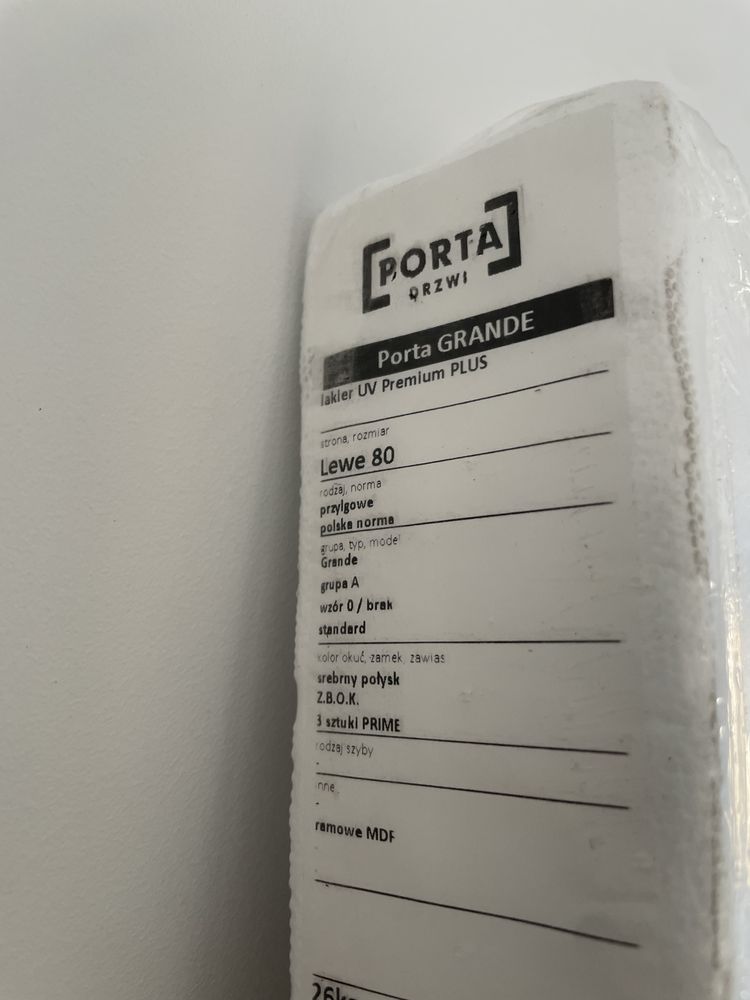 PORTA
DRZWI
Porta GRANDE
lakier UV Premium PLUS
strona, rozmiar
Lewe 80
rodzaj, norma
przylgowe
polska norma
grupa, typ, model
Grande
grupa A
wzór 0 / brak
standard
kolor okuć, zamek, zawias
srebrny połysk
Z.B.O.K.
3 sztuki PRIME
rodzaj szyby
-
inne
-
ramowe MDF